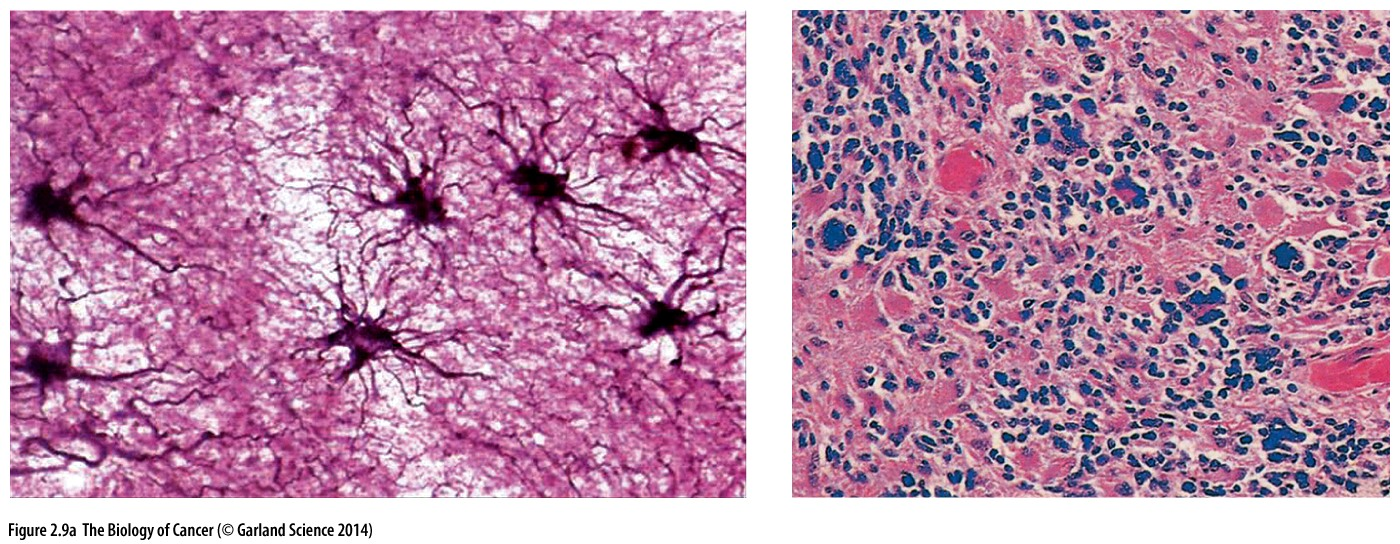 Figure 2.9a The Biology of Cancer (© Garland Science 2014)